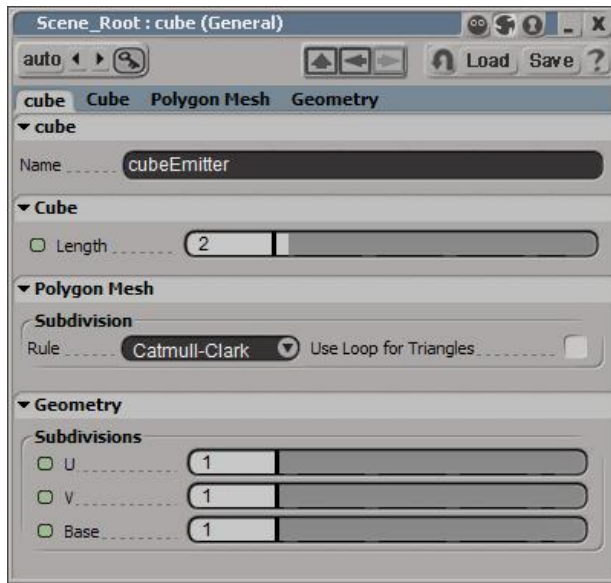 Scene_Root : cube (General)
auto Load Save ?
cube Cube Polygon Mesh Geometry
cube
Name cubeEmitter
Cube
Length 2
Polygon Mesh
Subdivision
Rule Catmull-Clark Use Loop for Triangles
Geometry
Subdivisions
U 1
V 1
Base 1